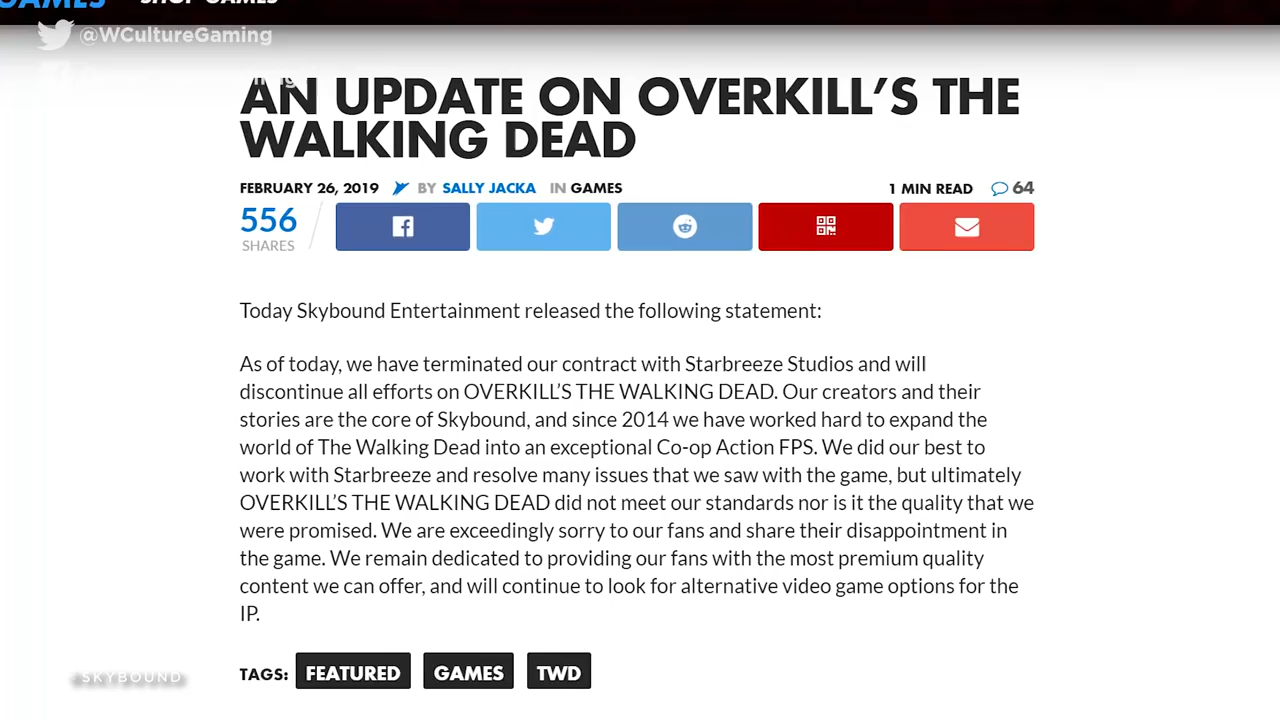 GAMES SHOP GAMES
@WCultureGaming
AN UPDATE ON OVERKILL’S THE
WALKING DEAD
FEBRUARY 26, 2019 BY SALLY JACKA IN GAMES 1 MIN READ 64
556
SHARES
Today Skybound Entertainment released the following statement:
As of today, we have terminated our contract with Starbreeze Studios and will
discontinue all efforts on OVERKILL’S THE WALKING DEAD. Our creators and their
stories are the core of Skybound, and since 2014 we have worked hard to expand the
world of The Walking Dead into an exceptional Co-op Action FPS. We did our best to
work with Starbreeze and resolve many issues that we saw with the game, but ultimately
OVERKILL’S THE WALKING DEAD did not meet our standards nor is it the quality that we
were promised. We are exceedingly sorry to our fans and share their disappointment in
the game. We remain dedicated to providing our fans with the most premium quality
content we can offer, and will continue to look for alternative video game options for the
IP.
TAGS: FEATURED GAMES TWD
SKYBOUND